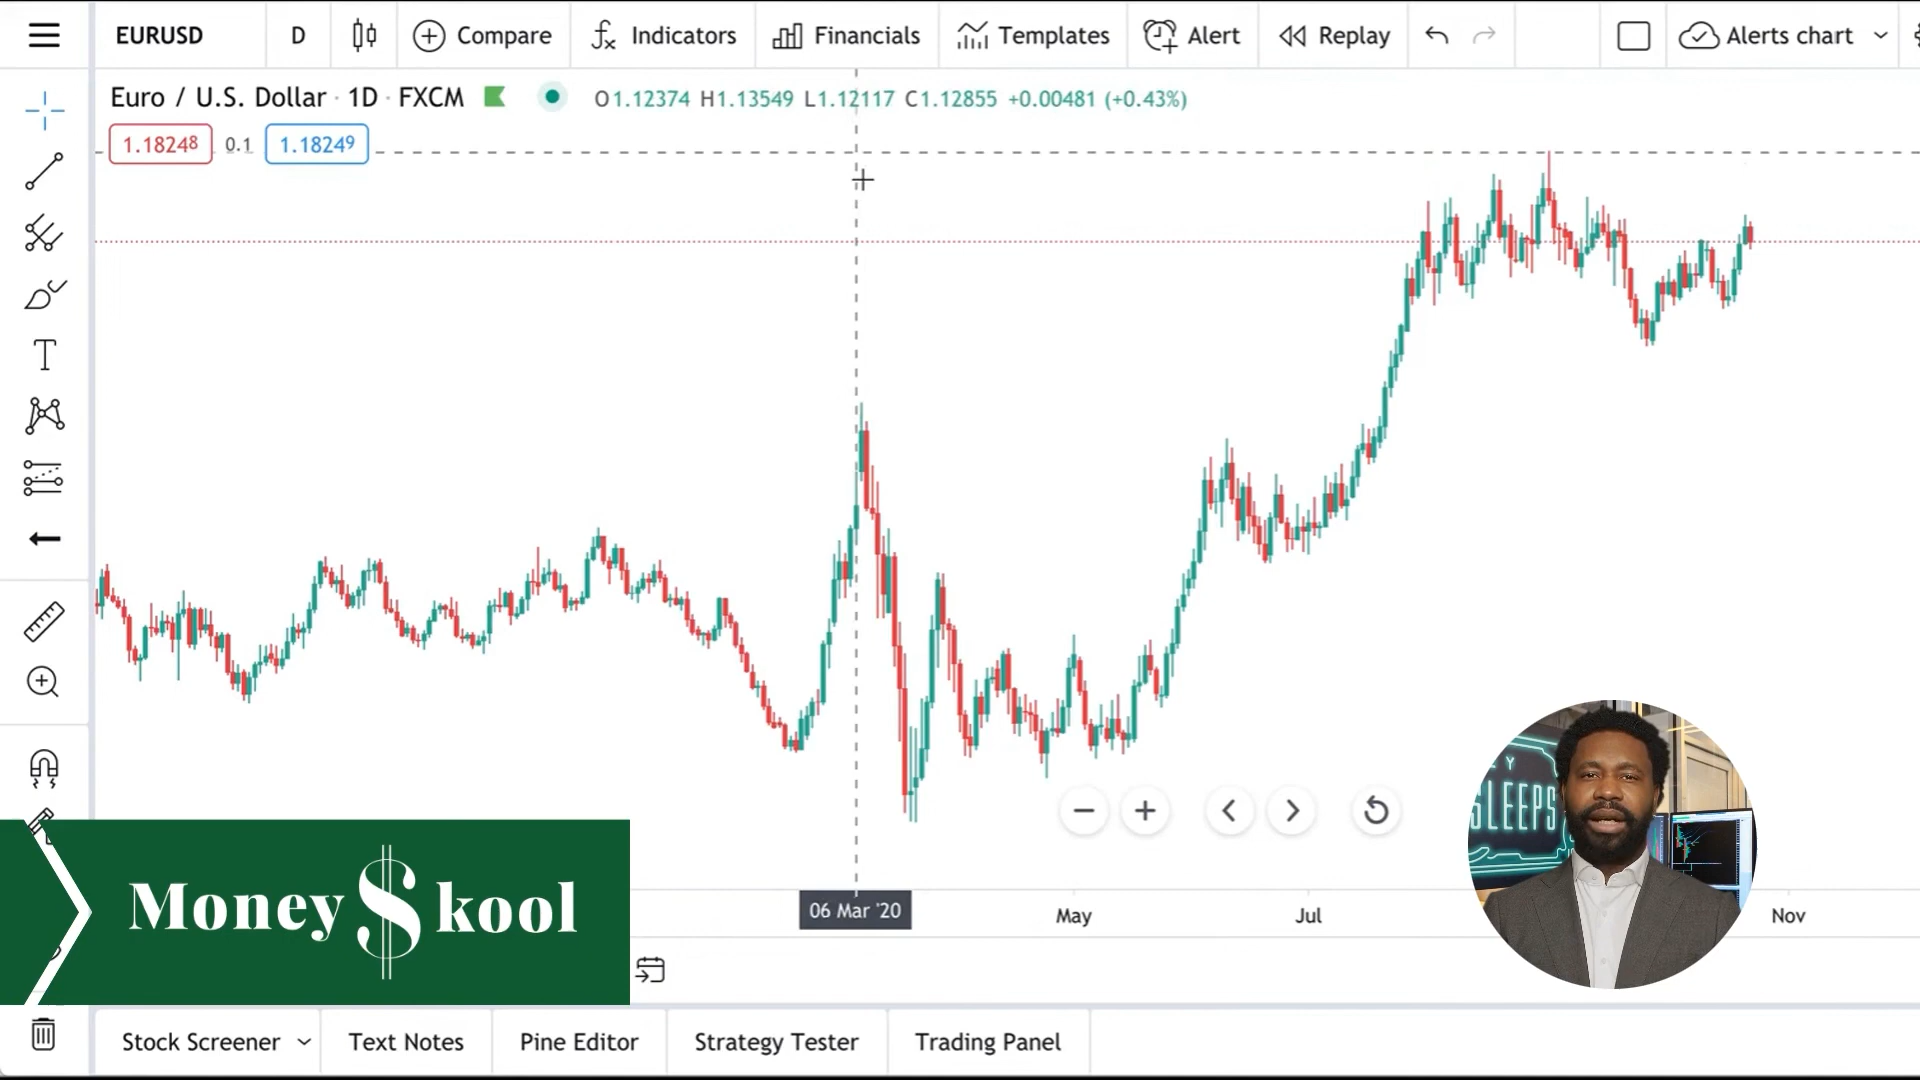 EURUSD D Compare Indicators Financials Templates Alert Replay Alerts chart
Euro / U.S. Dollar · 1D · FXCM O1.12374 H1.13549 L1.12117 C1.12855 +0.00481 (+0.43%)
1.18248 0.1 1.18249
SLEEPS
06 Mar '20 May Jul Nov
Money$kool
Stock Screener Text Notes Pine Editor Strategy Tester Trading Panel